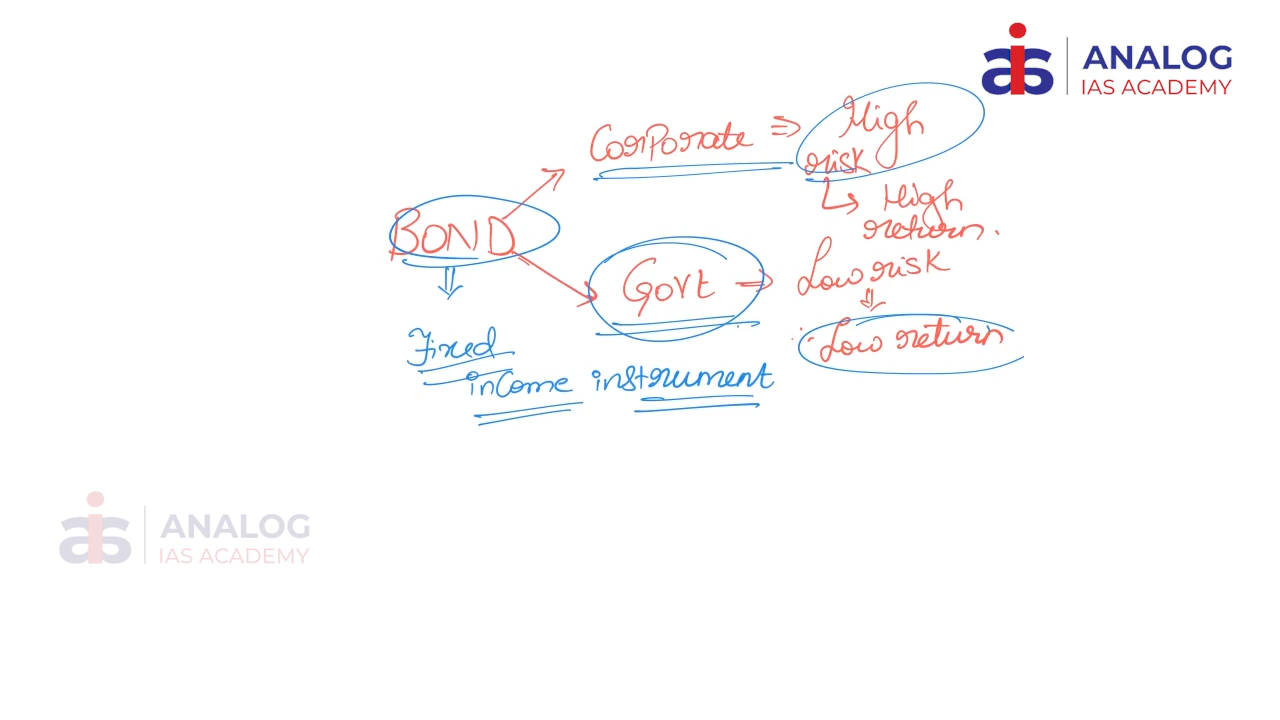 ANALOG
IAS ACADEMY
Corporate ⇒ High
risk
↳ High
return.
BOND
Govt ⇒ Low risk
⇓
Low return
⇓
Fixed
income instrument
ANALOG
IAS ACADEMY